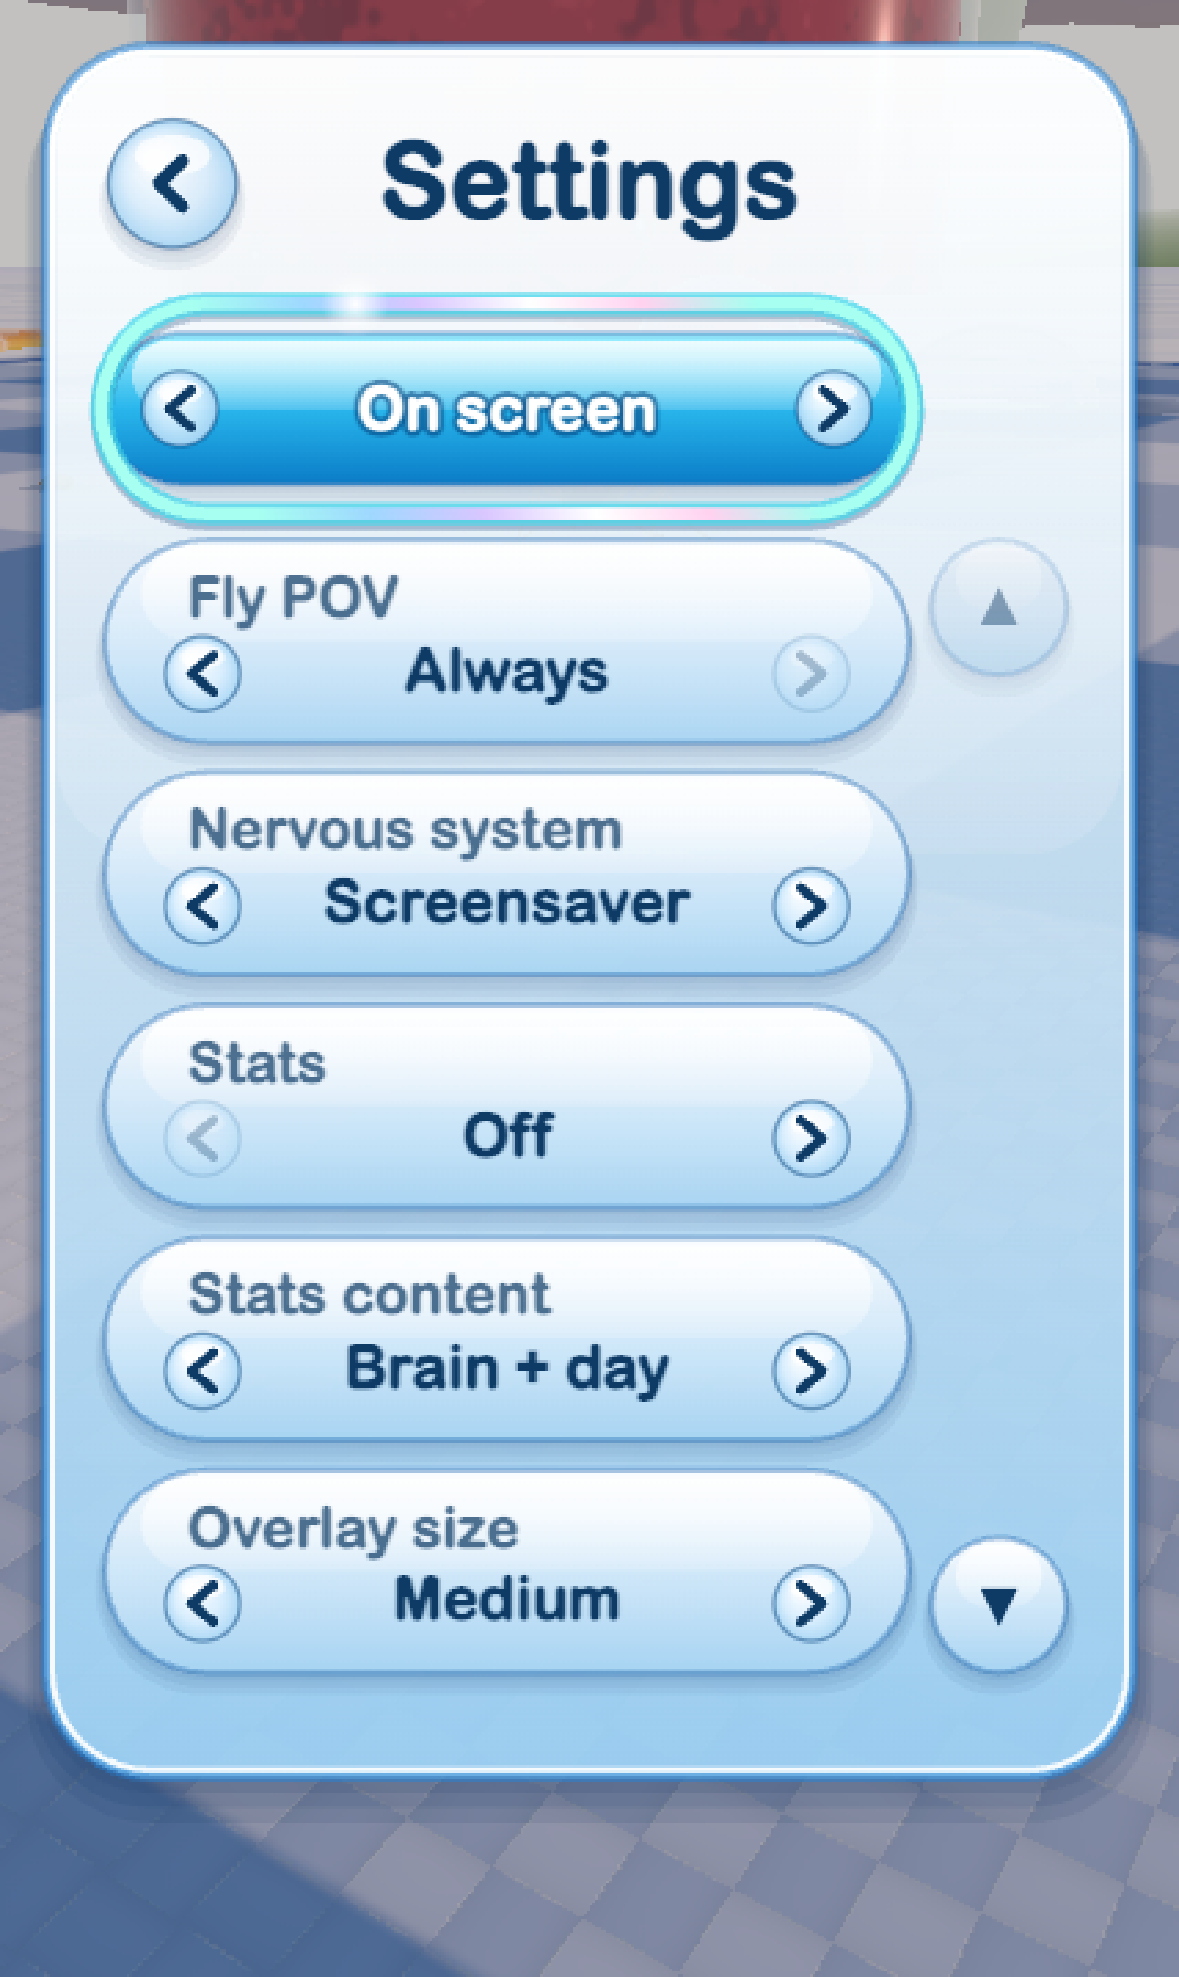 Settings
On screen
Fly POV
Always
Nervous system
Screensaver
Stats
Off
Stats content
Brain + day
Overlay size
Medium